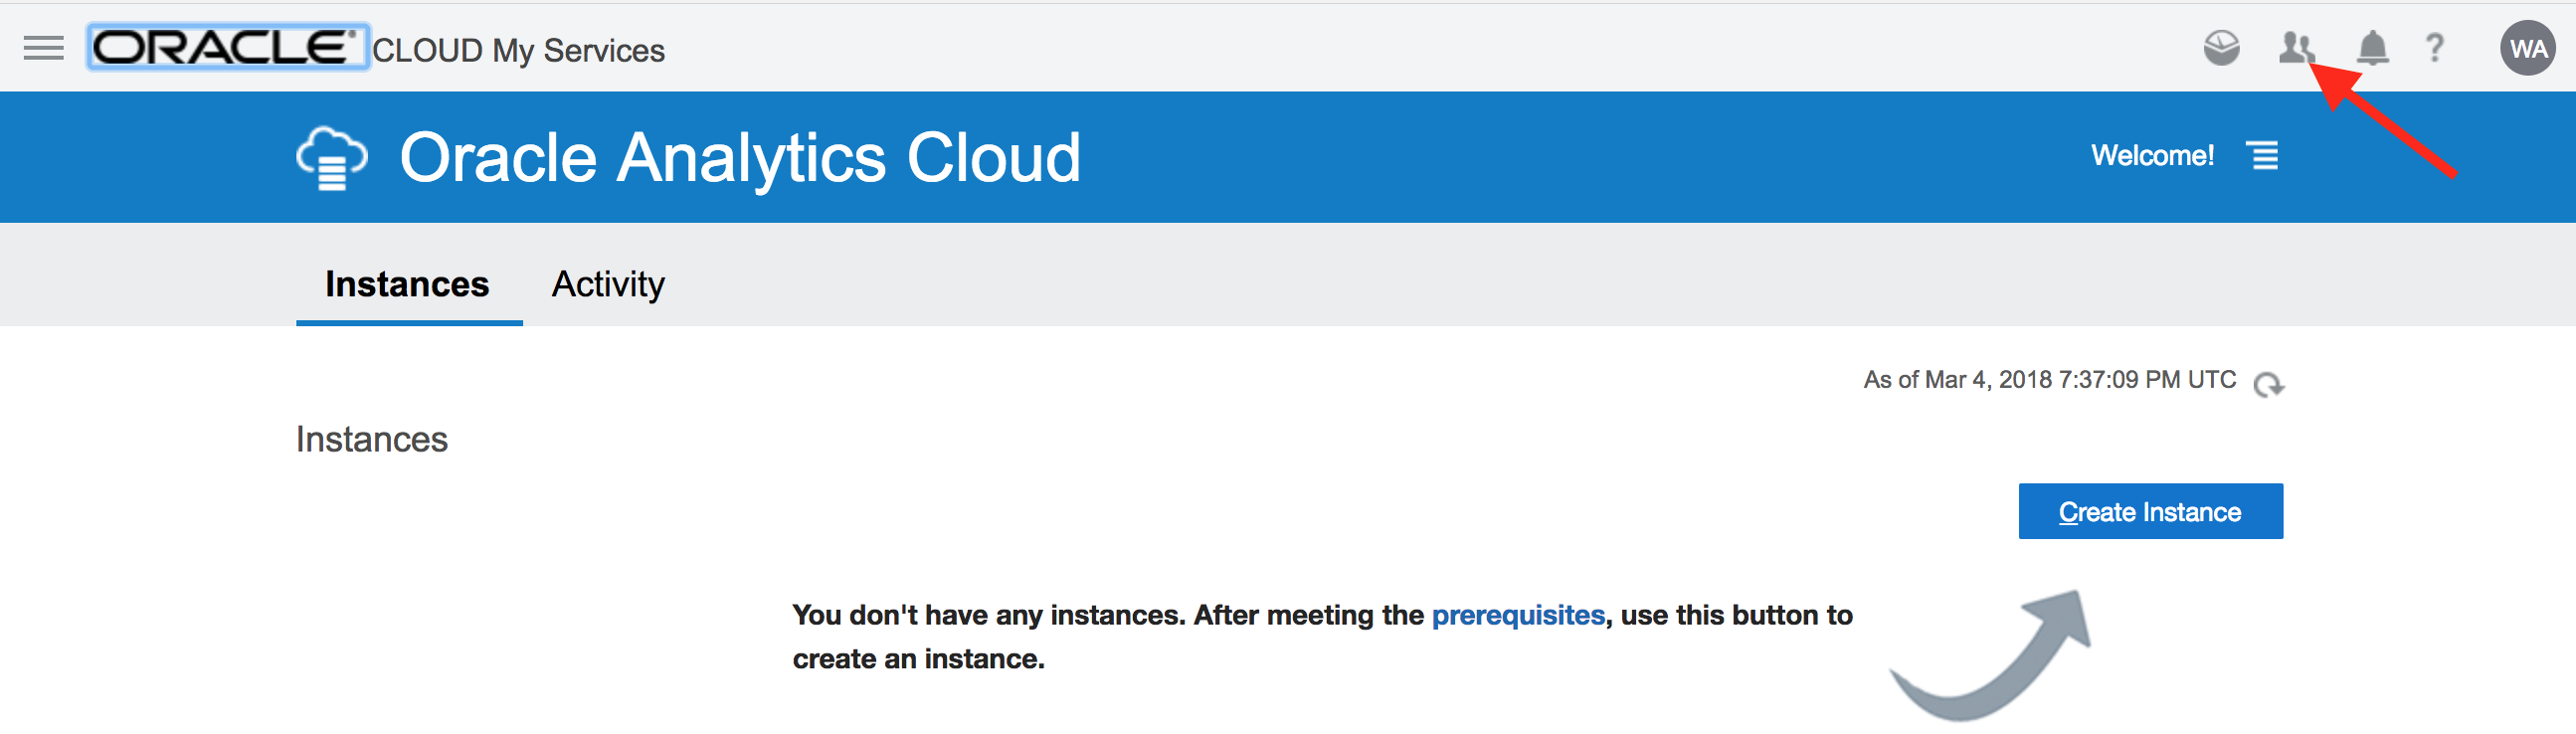 ORACLE® CLOUD My Services ? WA
Oracle Analytics Cloud Welcome!
Instances Activity
As of Mar 4, 2018 7:37:09 PM UTC
Instances
Create Instance
You don't have any instances. After meeting the prerequisites, use this button to
create an instance.